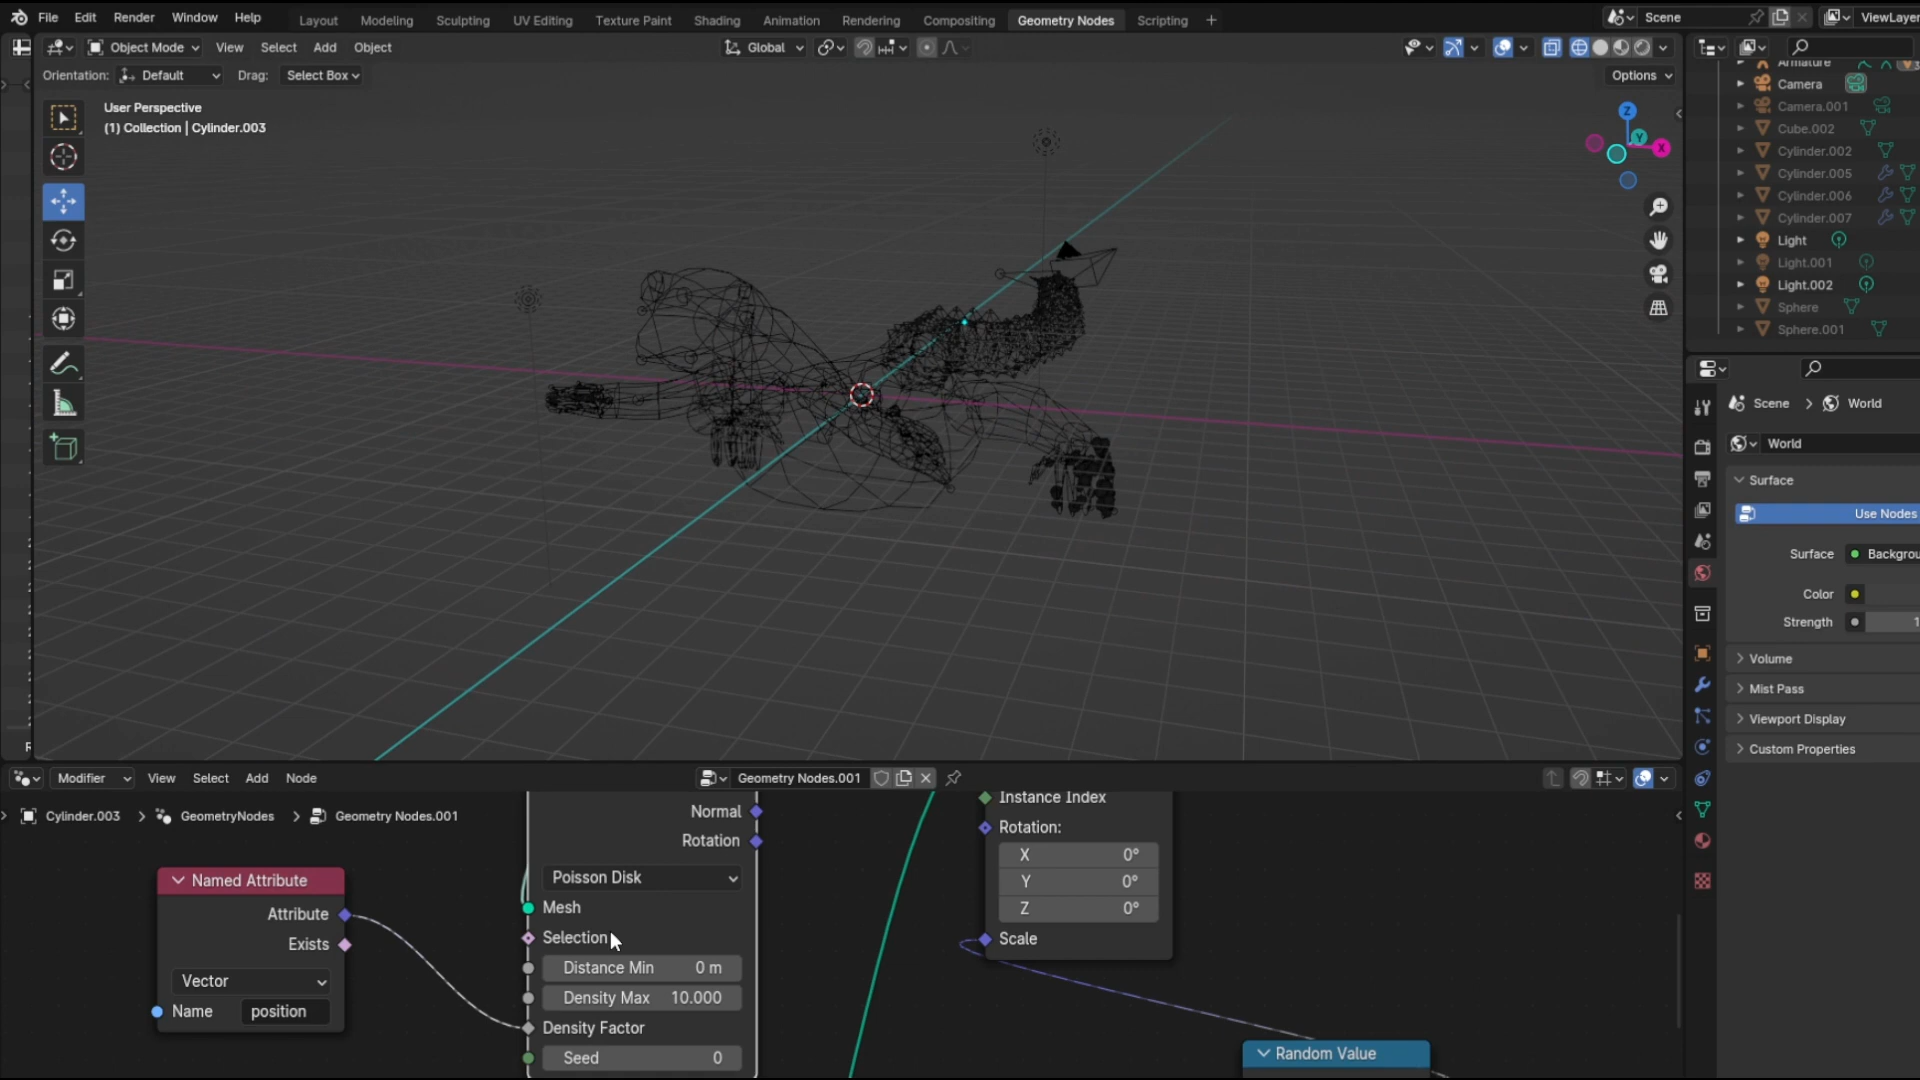 File Edit Render Window Help Layout Modeling Sculpting UV Editing Texture Paint Shading Animation Rendering Compositing Geometry Nodes Scripting + Scene ViewLayer
Object Mode View Select Add Object Global
Orientation: Default Drag: Select Box Options
User Perspective
(1) Collection | Cylinder.003
Z
Y
X
Armature
Camera
Camera.001
Cube.002
Cylinder.002
Cylinder.005
Cylinder.006
Cylinder.007
Light
Light.001
Light.002
Sphere
Sphere.001
Scene > World
World
Surface
Use Nodes
Surface Backgrou
Color
Strength 1
Volume
Mist Pass
Viewport Display
Custom Properties
Modifier View Select Add Node Geometry Nodes.001
Cylinder.003 > GeometryNodes > Geometry Nodes.001
Named Attribute
Attribute
Exists
Vector
Name position
Normal
Rotation
Poisson Disk
Mesh
Selection
Distance Min 0 m
Density Max 10.000
Density Factor
Seed 0
Instance Index
Rotation:
X 0°
Y 0°
Z 0°
Scale
Random Value